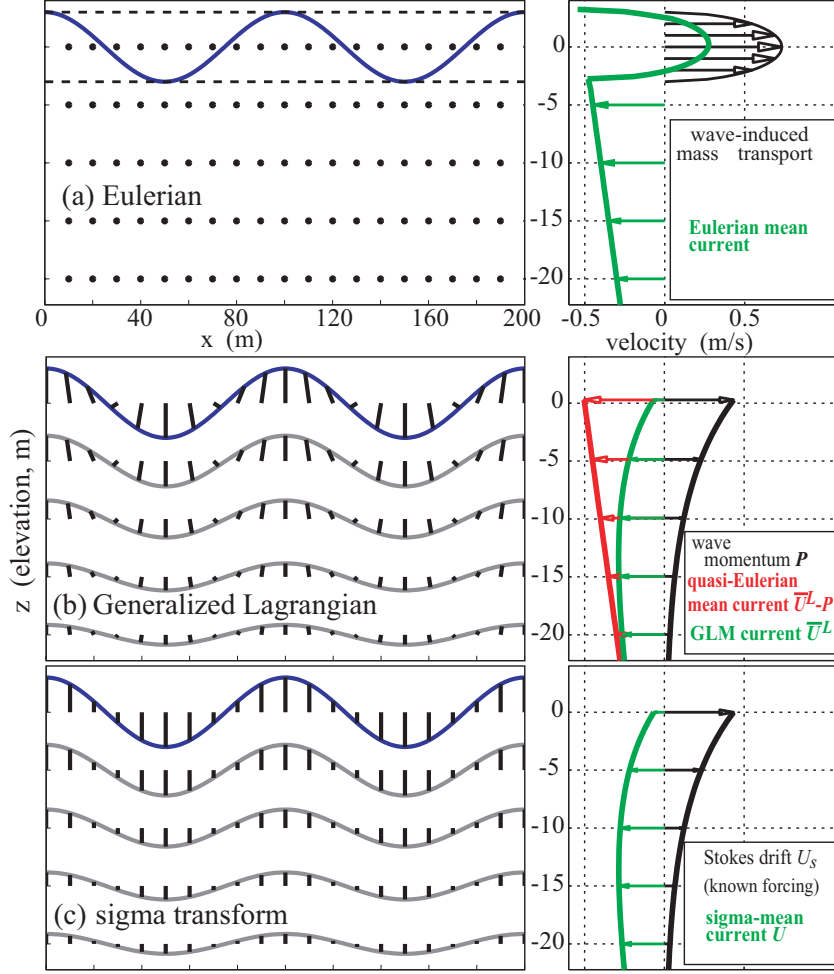 (a) Eulerian
0 40 80 120 160 200
x (m)
-5
-10
-15
-20
-0.5 0 0.5
velocity (m/s)
wave-induced
mass transport
Eulerian mean
current
z (elevation, m)
(b) Generalized Lagrangian
0
-5
-10
-15
-20
wave
momentum P
quasi-Eulerian
mean current U̅ᴸ-P
GLM current U̅ᴸ
(c) sigma transform
0
-5
-10
-15
-20
Stokes drift Uₛ
(known forcing)
sigma-mean
current U